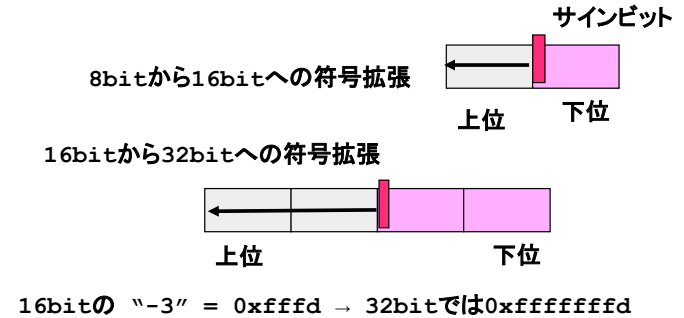 サインビット
8bitから16bitへの符号拡張
上位
下位
16bitから32bitへの符号拡張
上位
下位
16bitの “-3” = 0xfffd → 32bitでは0xfffffffd